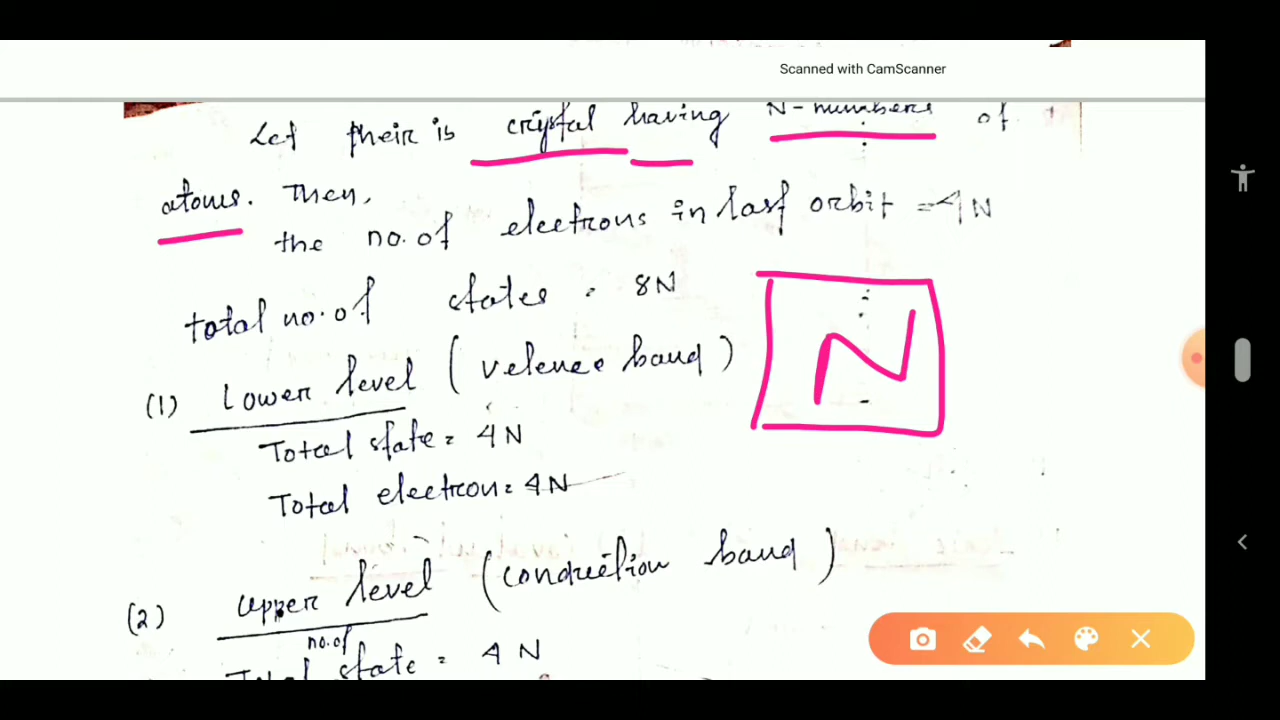 Scanned with CamScanner
Let their is crystal having N-numbers of
atoms. Then,
the no. of electrons in last orbit = 4N
total no. of states = 8N
N
(1) Lower level (velence band)
Total state = 4N
Total electron = 4N
(2) Upper level (conduction band)
no. of
Total state = 4N